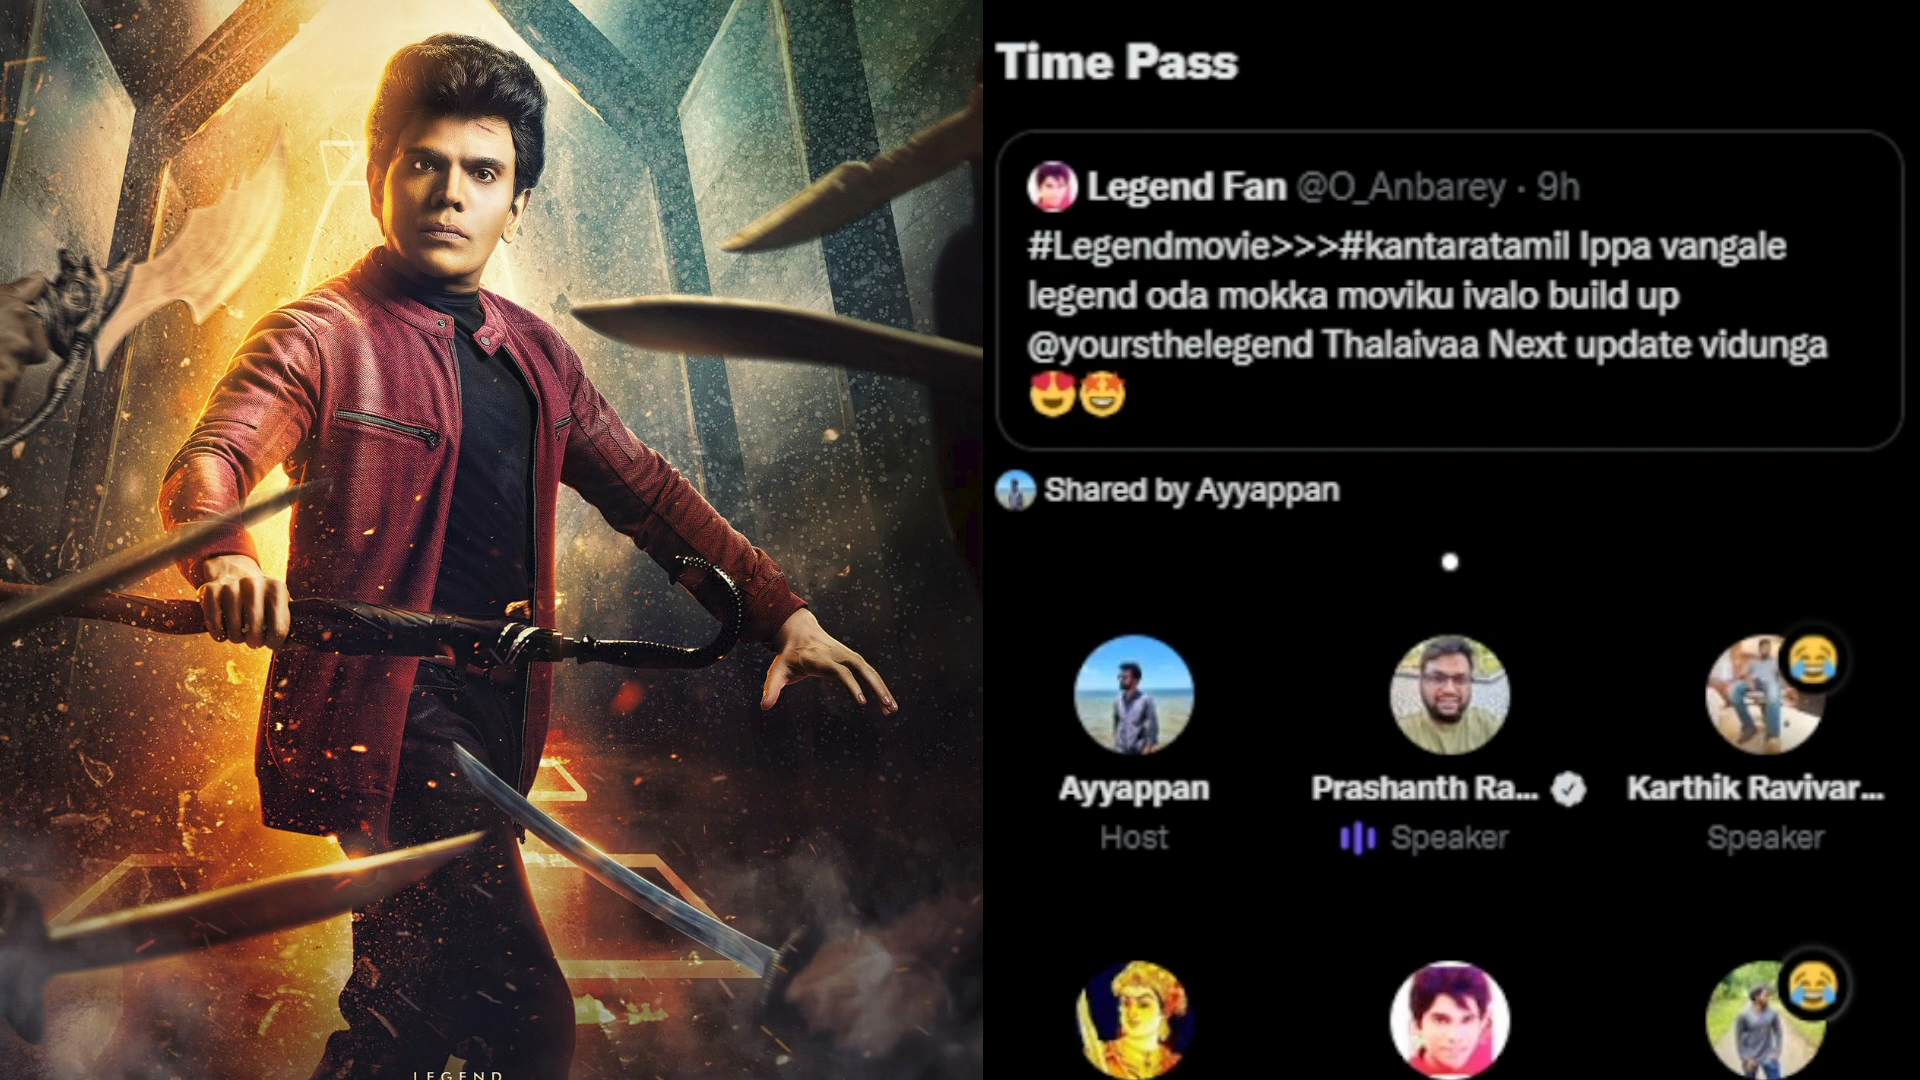 LEGEND
Time Pass
Legend Fan @O_Anbarey · 9h
#Legendmovie>>>#kantaratamil Ippa vangale
legend oda mokka moviku ivalo build up
@yoursthelegend Thalaivaa Next update vidunga
😍🤩
Shared by Ayyappan
Ayyappan
Host
Prashanth Ra...
Speaker
Karthik Ravivar...
Speaker